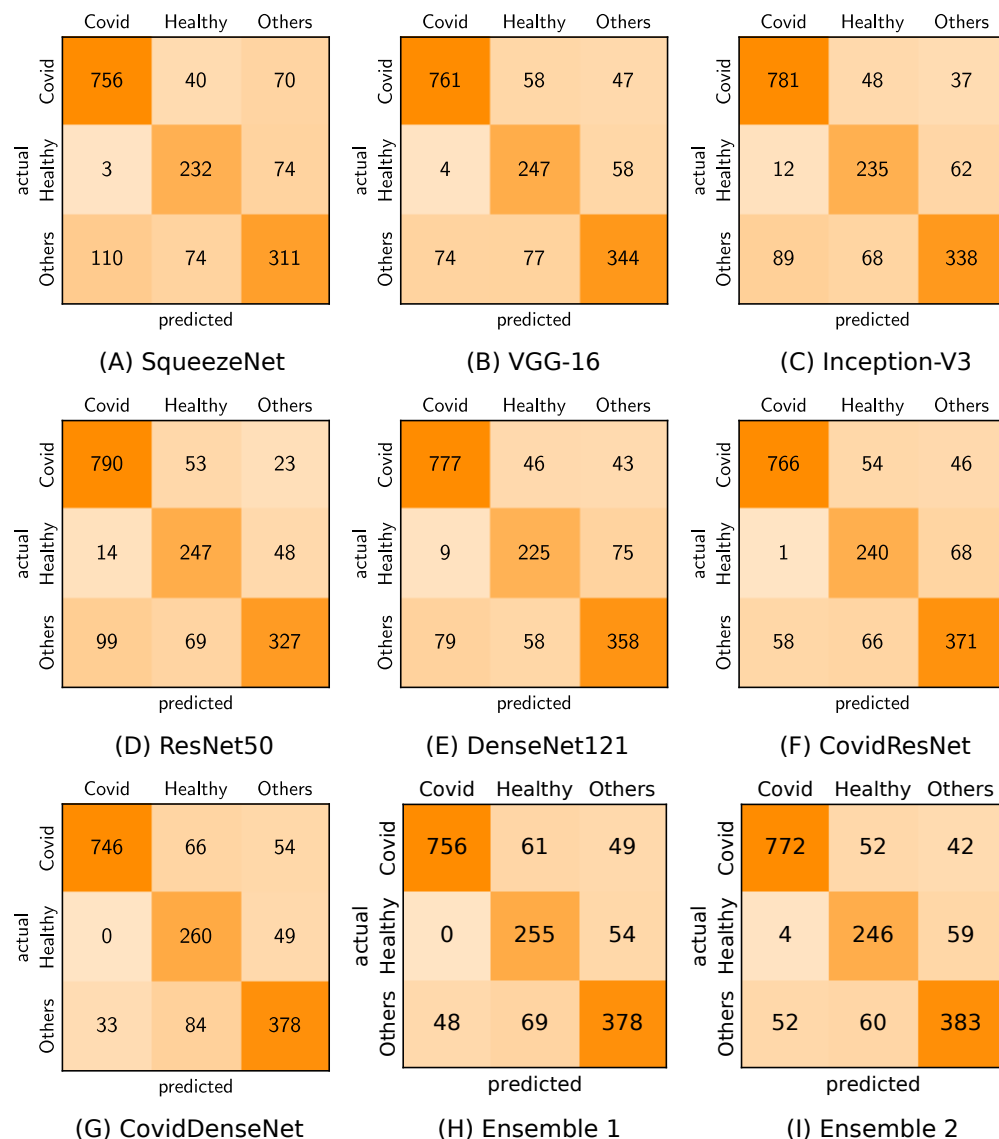 Covid Healthy Others
Covid 756 40 70
actual
Healthy 3 232 74
Others 110 74 311
predicted
(A) SqueezeNet
Covid Healthy Others
Covid 761 58 47
actual
Healthy 4 247 58
Others 74 77 344
predicted
(B) VGG-16
Covid Healthy Others
Covid 781 48 37
actual
Healthy 12 235 62
Others 89 68 338
predicted
(C) Inception-V3
Covid Healthy Others
Covid 790 53 23
actual
Healthy 14 247 48
Others 99 69 327
predicted
(D) ResNet50
Covid Healthy Others
Covid 777 46 43
actual
Healthy 9 225 75
Others 79 58 358
predicted
(E) DenseNet121
Covid Healthy Others
Covid 766 54 46
actual
Healthy 1 240 68
Others 58 66 371
predicted
(F) CovidResNet
Covid Healthy Others
Covid 746 66 54
actual
Healthy 0 260 49
Others 33 84 378
predicted
(G) CovidDenseNet
Covid Healthy Others
Covid 756 61 49
actual
Healthy 0 255 54
Others 48 69 378
predicted
(H) Ensemble 1
Covid Healthy Others
Covid 772 52 42
actual
Healthy 4 246 59
Others 52 60 383
predicted
(I) Ensemble 2